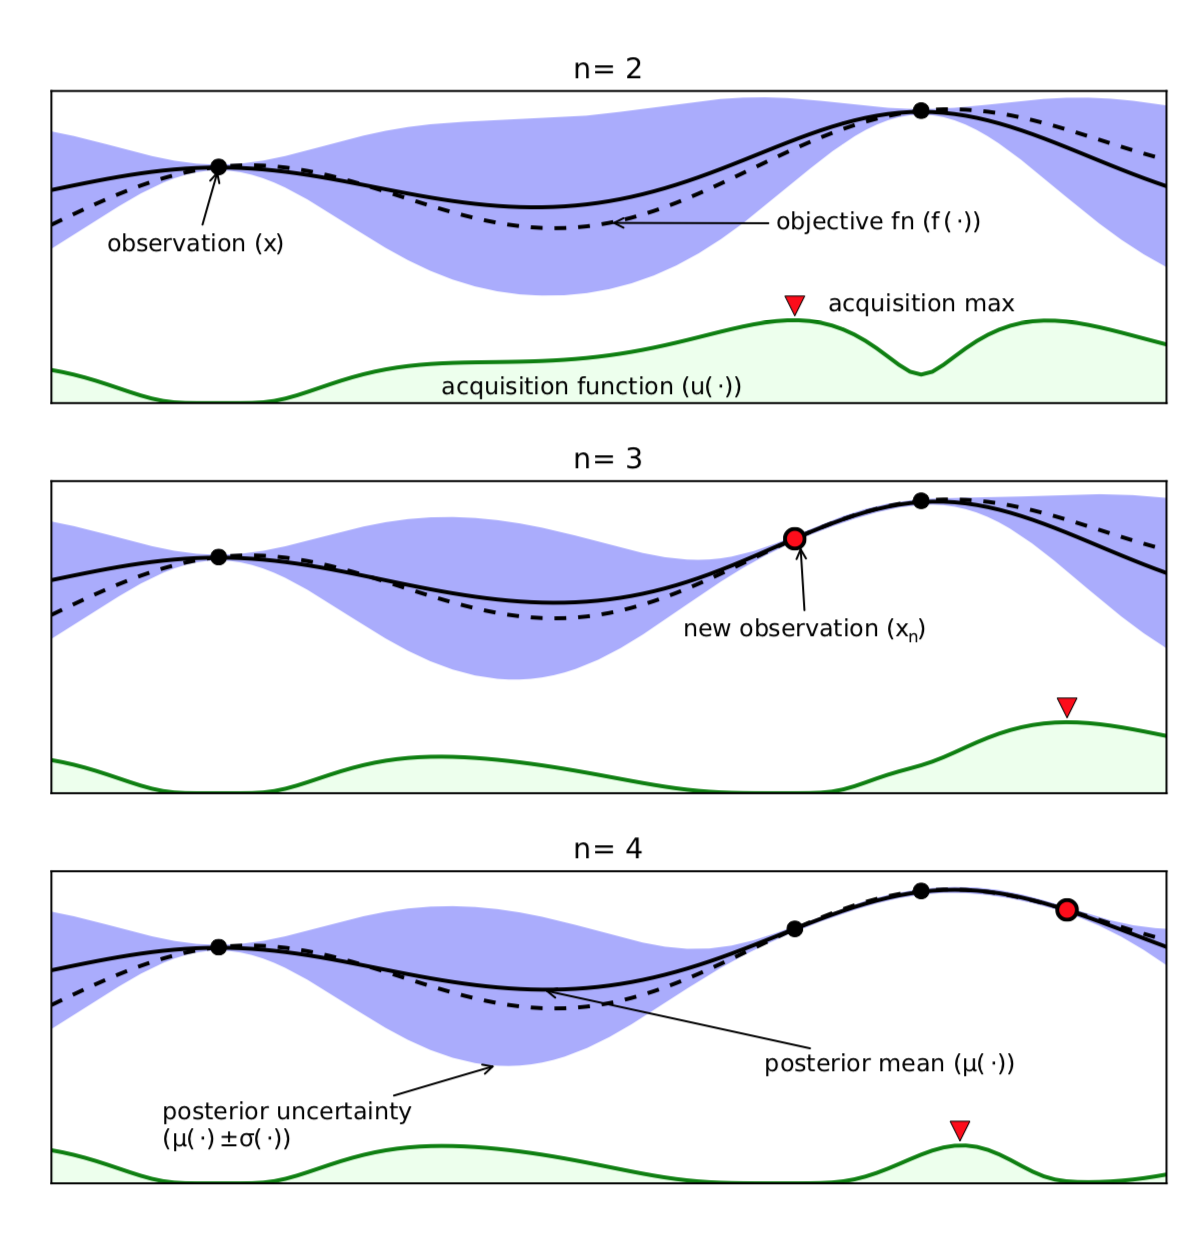 n= 2
observation (x)
objective fn (f(·))
acquisition max
acquisition function (u(·))
n= 3
new observation (xₙ)
n= 4
posterior mean (μ(·))
posterior uncertainty
(μ(·)±σ(·))